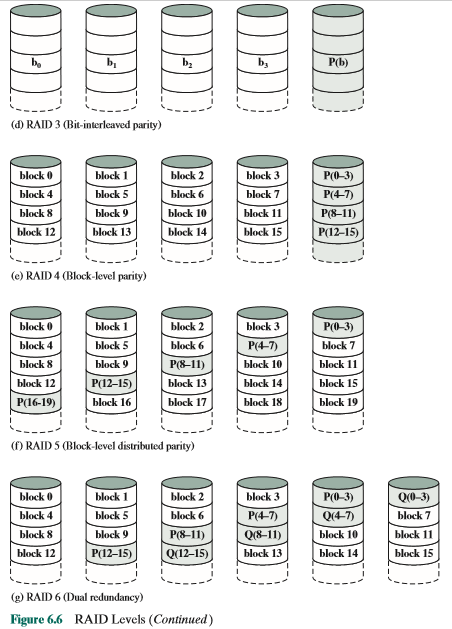 b0 b1 b2 b3 P(b)
(d) RAID 3 (Bit-interleaved parity)
block 0 block 1 block 2 block 3 P(0–3)
block 4 block 5 block 6 block 7 P(4–7)
block 8 block 9 block 10 block 11 P(8–11)
block 12 block 13 block 14 block 15 P(12–15)
(e) RAID 4 (Block-level parity)
block 0 block 1 block 2 block 3 P(0–3)
block 4 block 5 block 6 P(4–7) block 7
block 8 block 9 P(8–11) block 10 block 11
block 12 P(12–15) block 13 block 14 block 15
P(16-19) block 16 block 17 block 18 block 19
(f) RAID 5 (Block-level distributed parity)
block 0 block 1 block 2 block 3 P(0–3) Q(0–3)
block 4 block 5 block 6 P(4–7) Q(4–7) block 7
block 8 block 9 P(8–11) Q(8–11) block 10 block 11
block 12 P(12–15) Q(12–15) block 13 block 14 block 15
(g) RAID 6 (Dual redundancy)
Figure 6.6 RAID Levels (Continued)